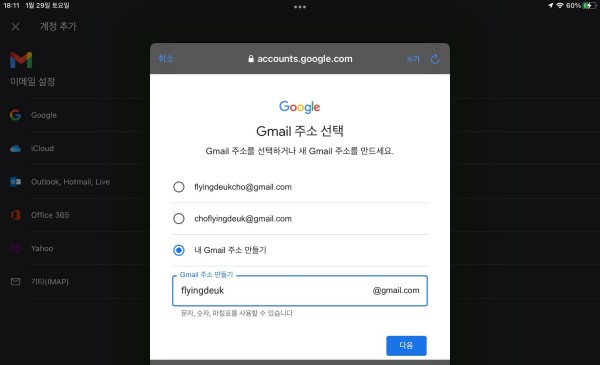 18:11 1월 29일 토요일
60%
계정 추가
이메일 설정
Google
iCloud
Outlook, Hotmail, Live
Office 365
Yahoo
기타(IMAP)
취소
accounts.google.com
가가
Google
Gmail 주소 선택
Gmail 주소를 선택하거나 새 Gmail 주소를 만드세요.
flyingdeukcho@gmail.com
choflyingdeuk@gmail.com
내 Gmail 주소 만들기
Gmail 주소 만들기
flyingdeuk @gmail.com
문자, 숫자, 마침표를 사용할 수 있습니다
다음